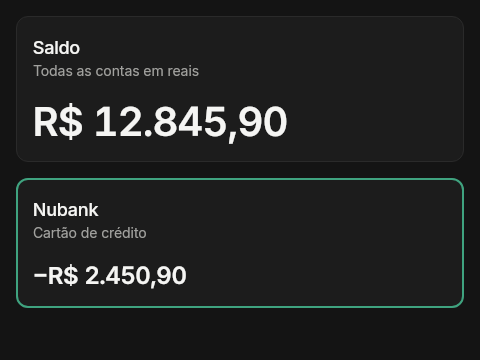 Saldo
Todas as contas em reais
R$ 12.845,90
Nubank
Cartão de crédito
−R$ 2.450,90